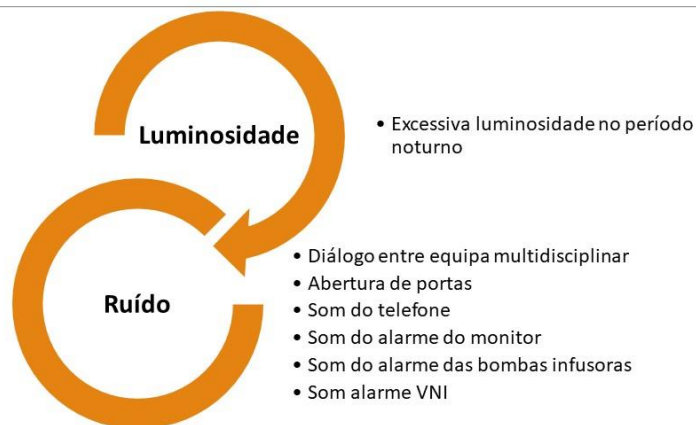 Luminosidade
• Excessiva luminosidade no período
noturno
Ruído
• Diálogo entre equipa multidisciplinar
• Abertura de portas
• Som do telefone
• Som do alarme do monitor
• Som do alarme das bombas infusoras
• Som alarme VNI